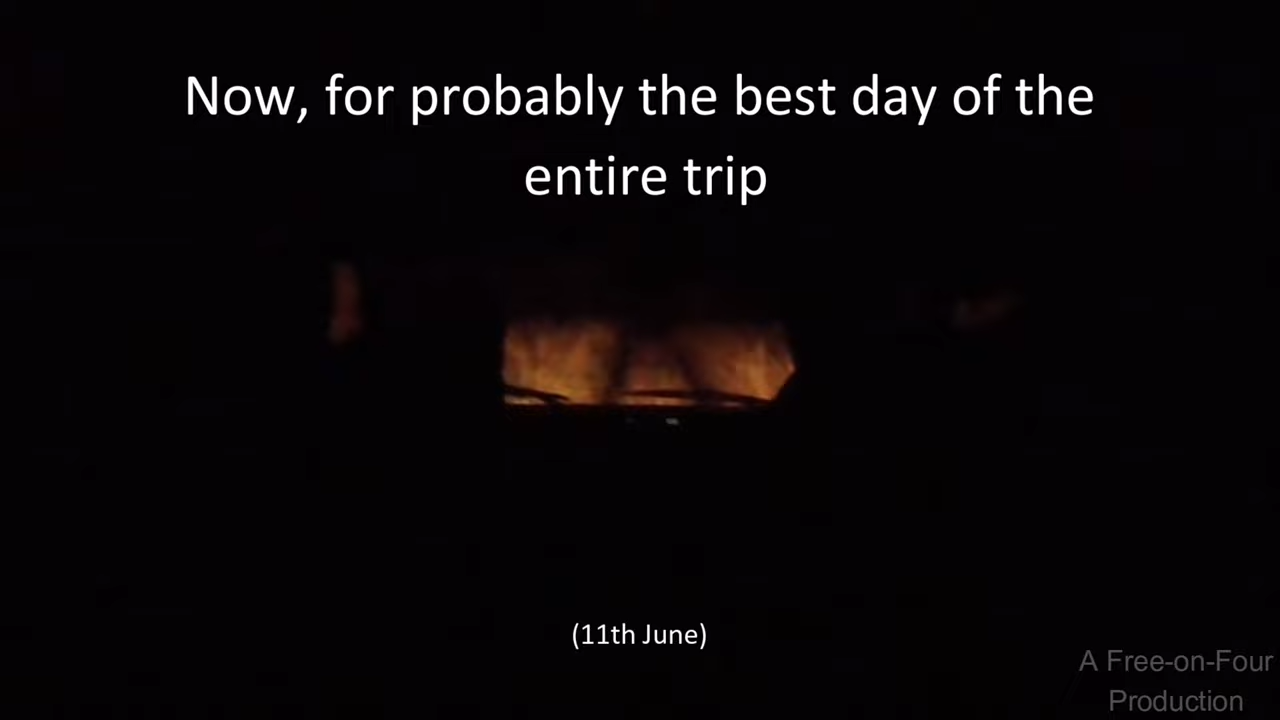 Now, for probably the best day of the
entire trip
(11th June)
A Free-on-Four
Production